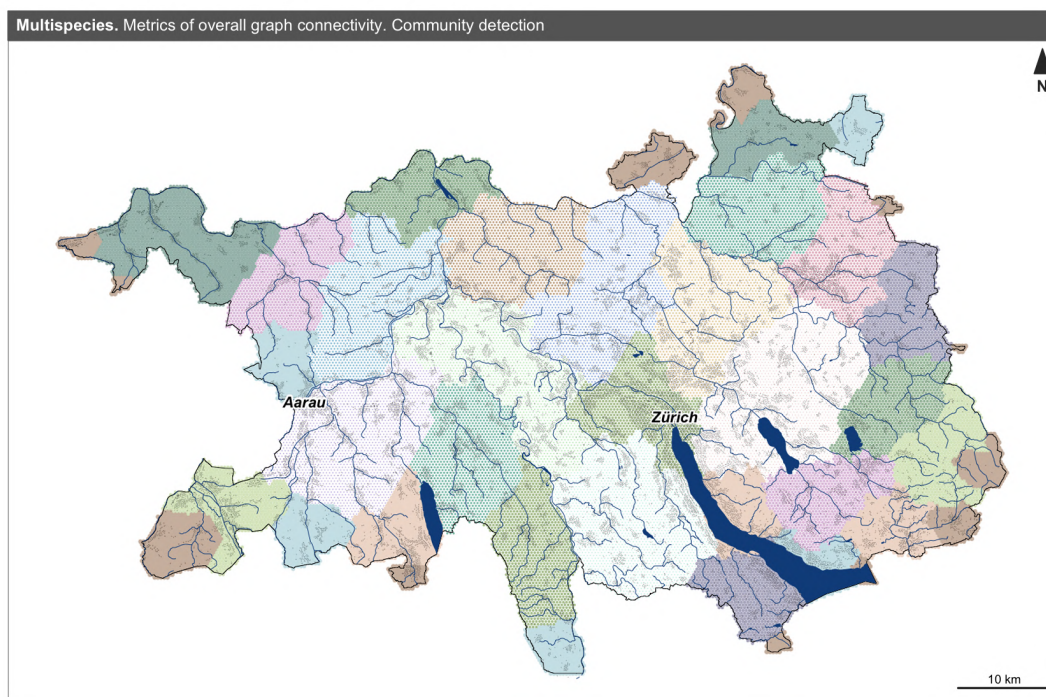 Multispecies. Metrics of overall graph connectivity. Community detection
N
Aarau
Zürich
10 km